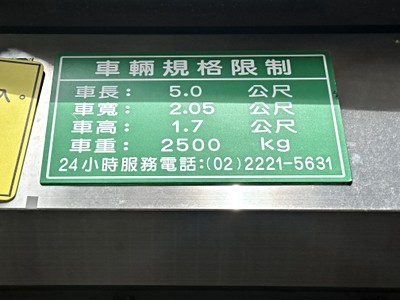 車輛規格限制
車長： 5.0 公尺
車寬： 2.05 公尺
車高： 1.7 公尺
車重： 2500 kg
24小時服務電話：(02)2221-5631
入。